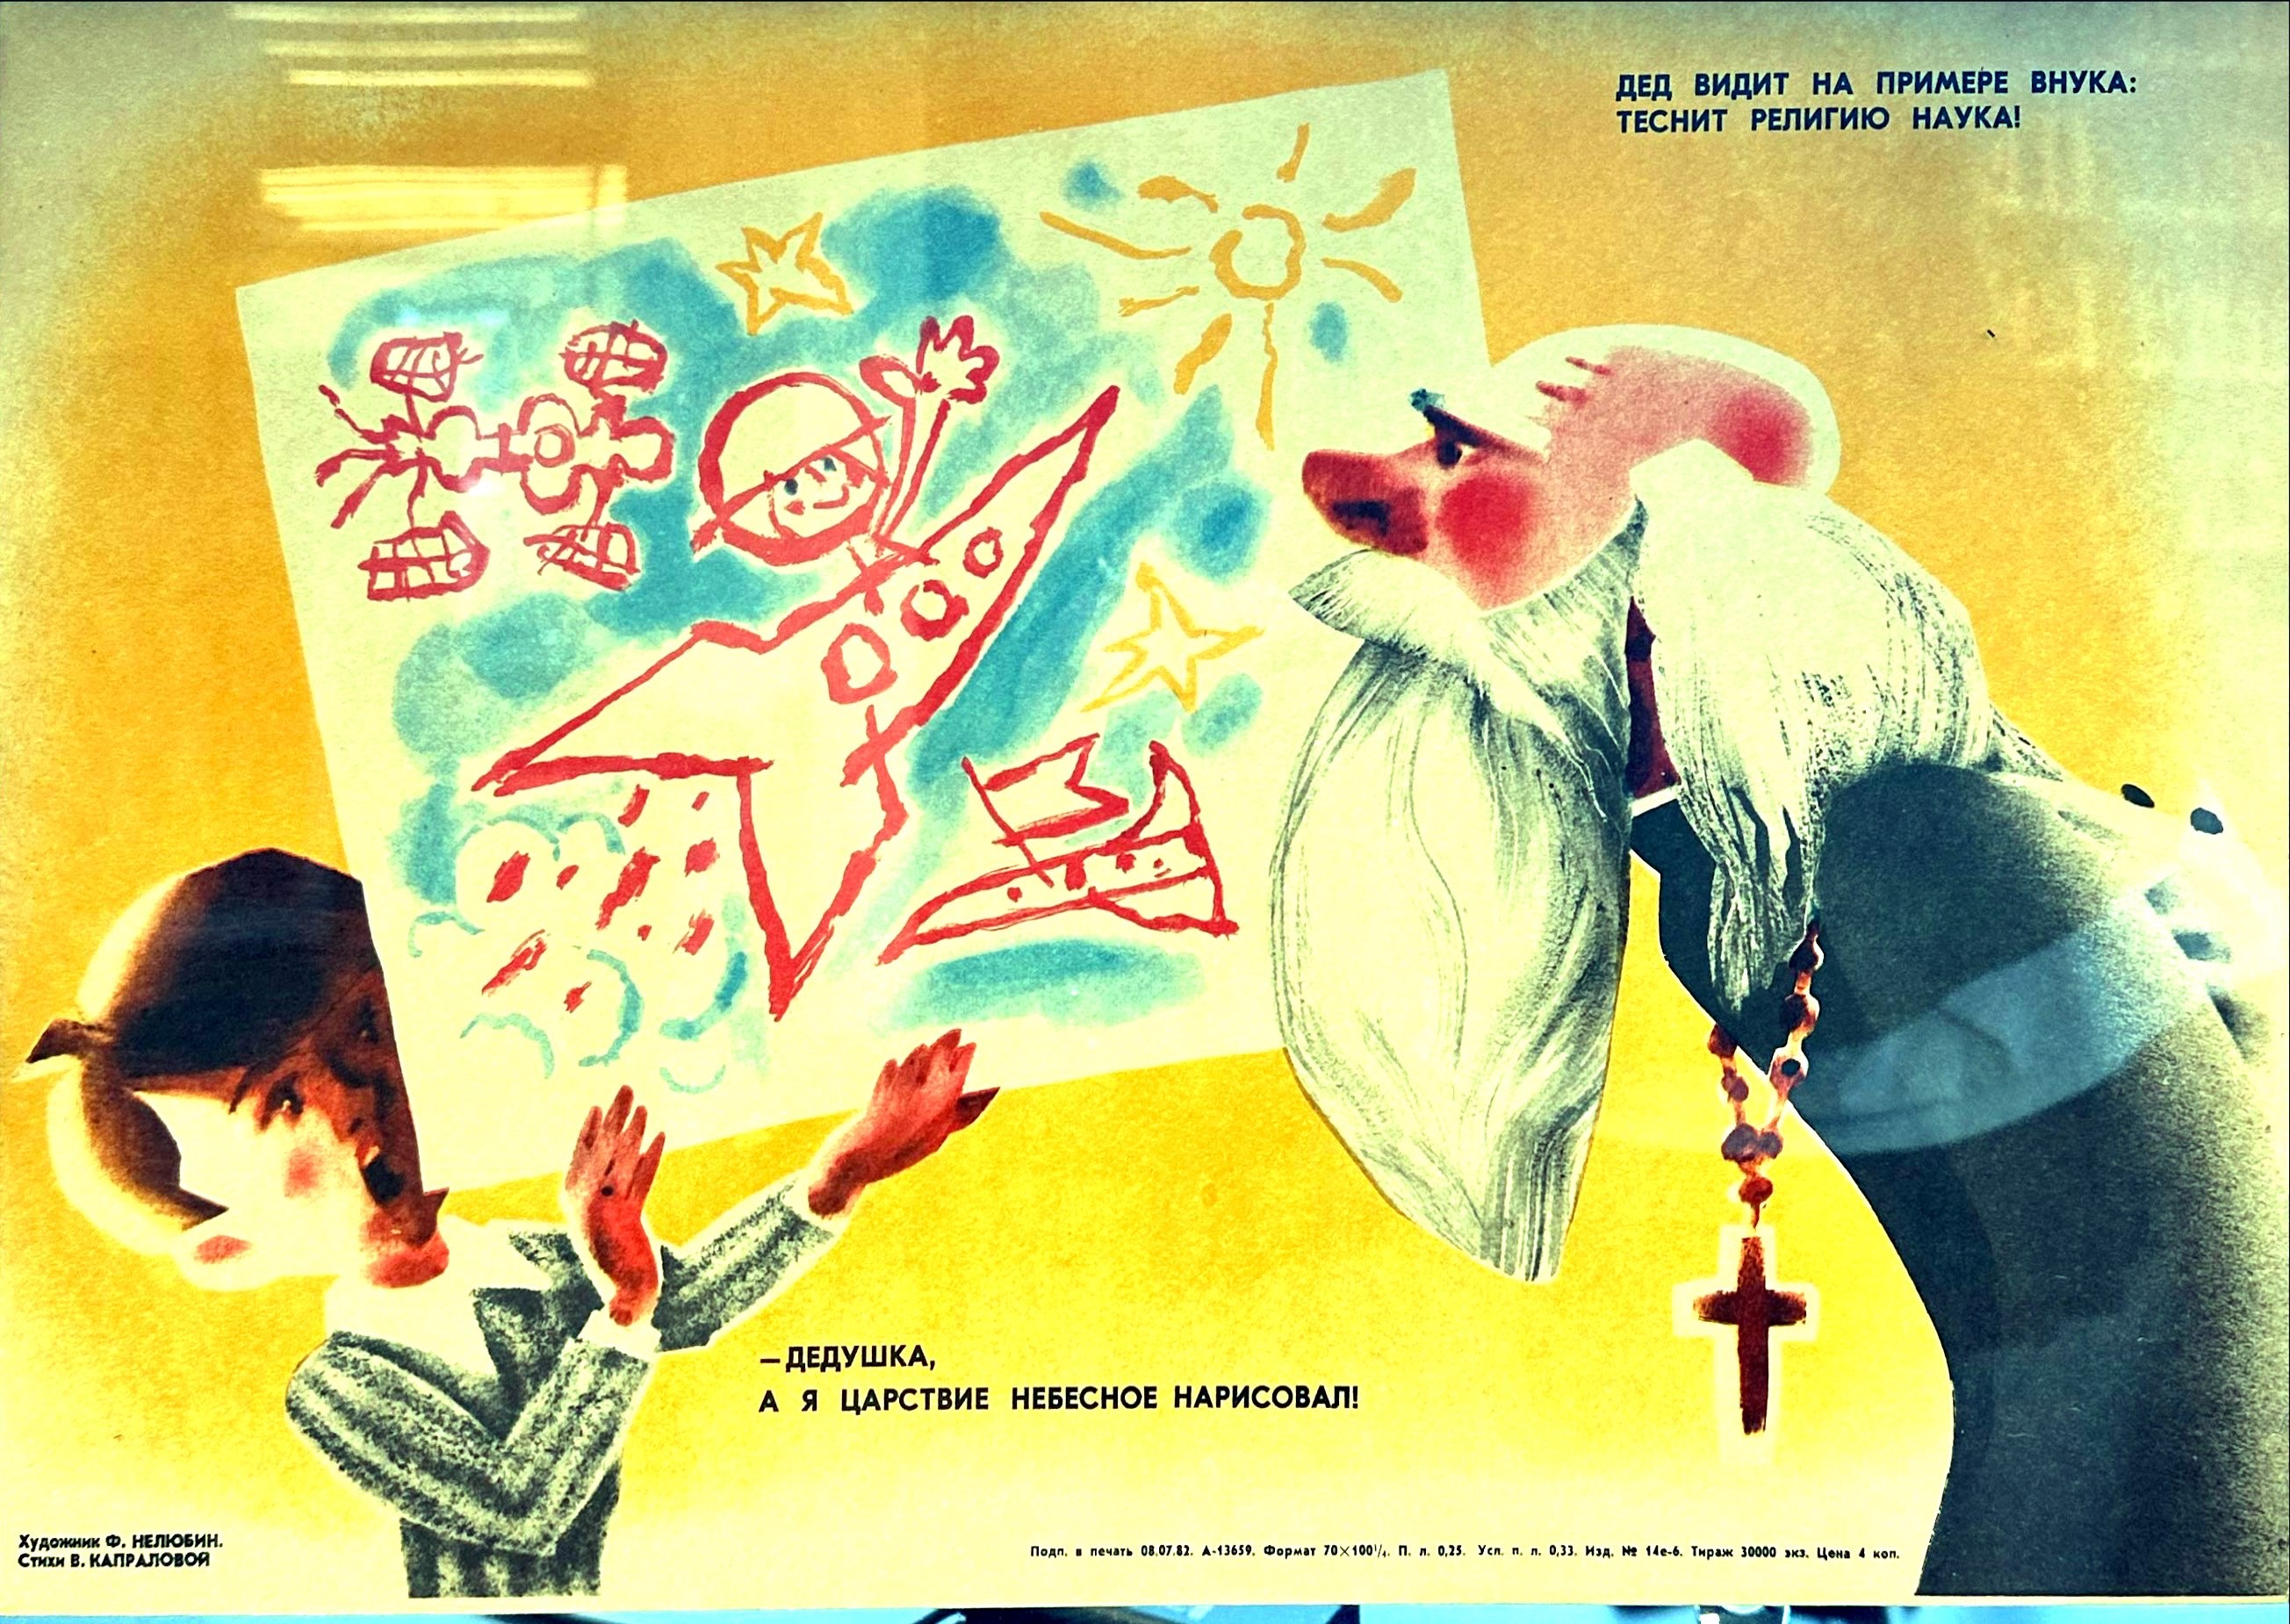 ДЕД ВИДИТ НА ПРИМЕРЕ ВНУКА:
ТЕСНИТ РЕЛИГИЮ НАУКА!
—ДЕДУШКА,
А Я ЦАРСТВИЕ НЕБЕСНОЕ НАРИСОВАЛ!
Художник Ф. НЕЛЮБИН.
Стихи В. КАПРАЛОВОЙ
Подп. в печать 08.07.82. А-13659. Формат 70×100¹/₄. П. л. 0,25. Усл. п. л. 0,33. Изд. № 14е-6. Тираж 30000 экз. Цена 4 коп.